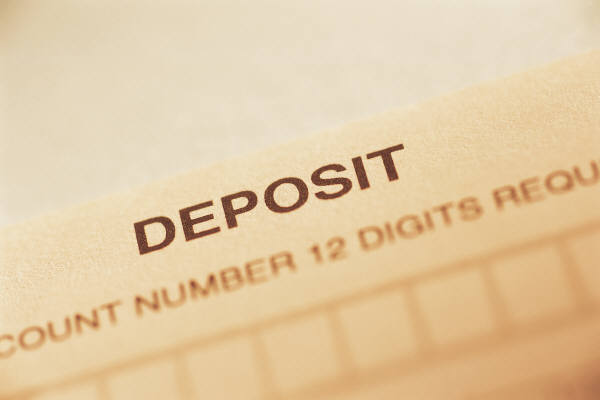 DEPOSIT
COUNT NUMBER 12 DIGITS REQU